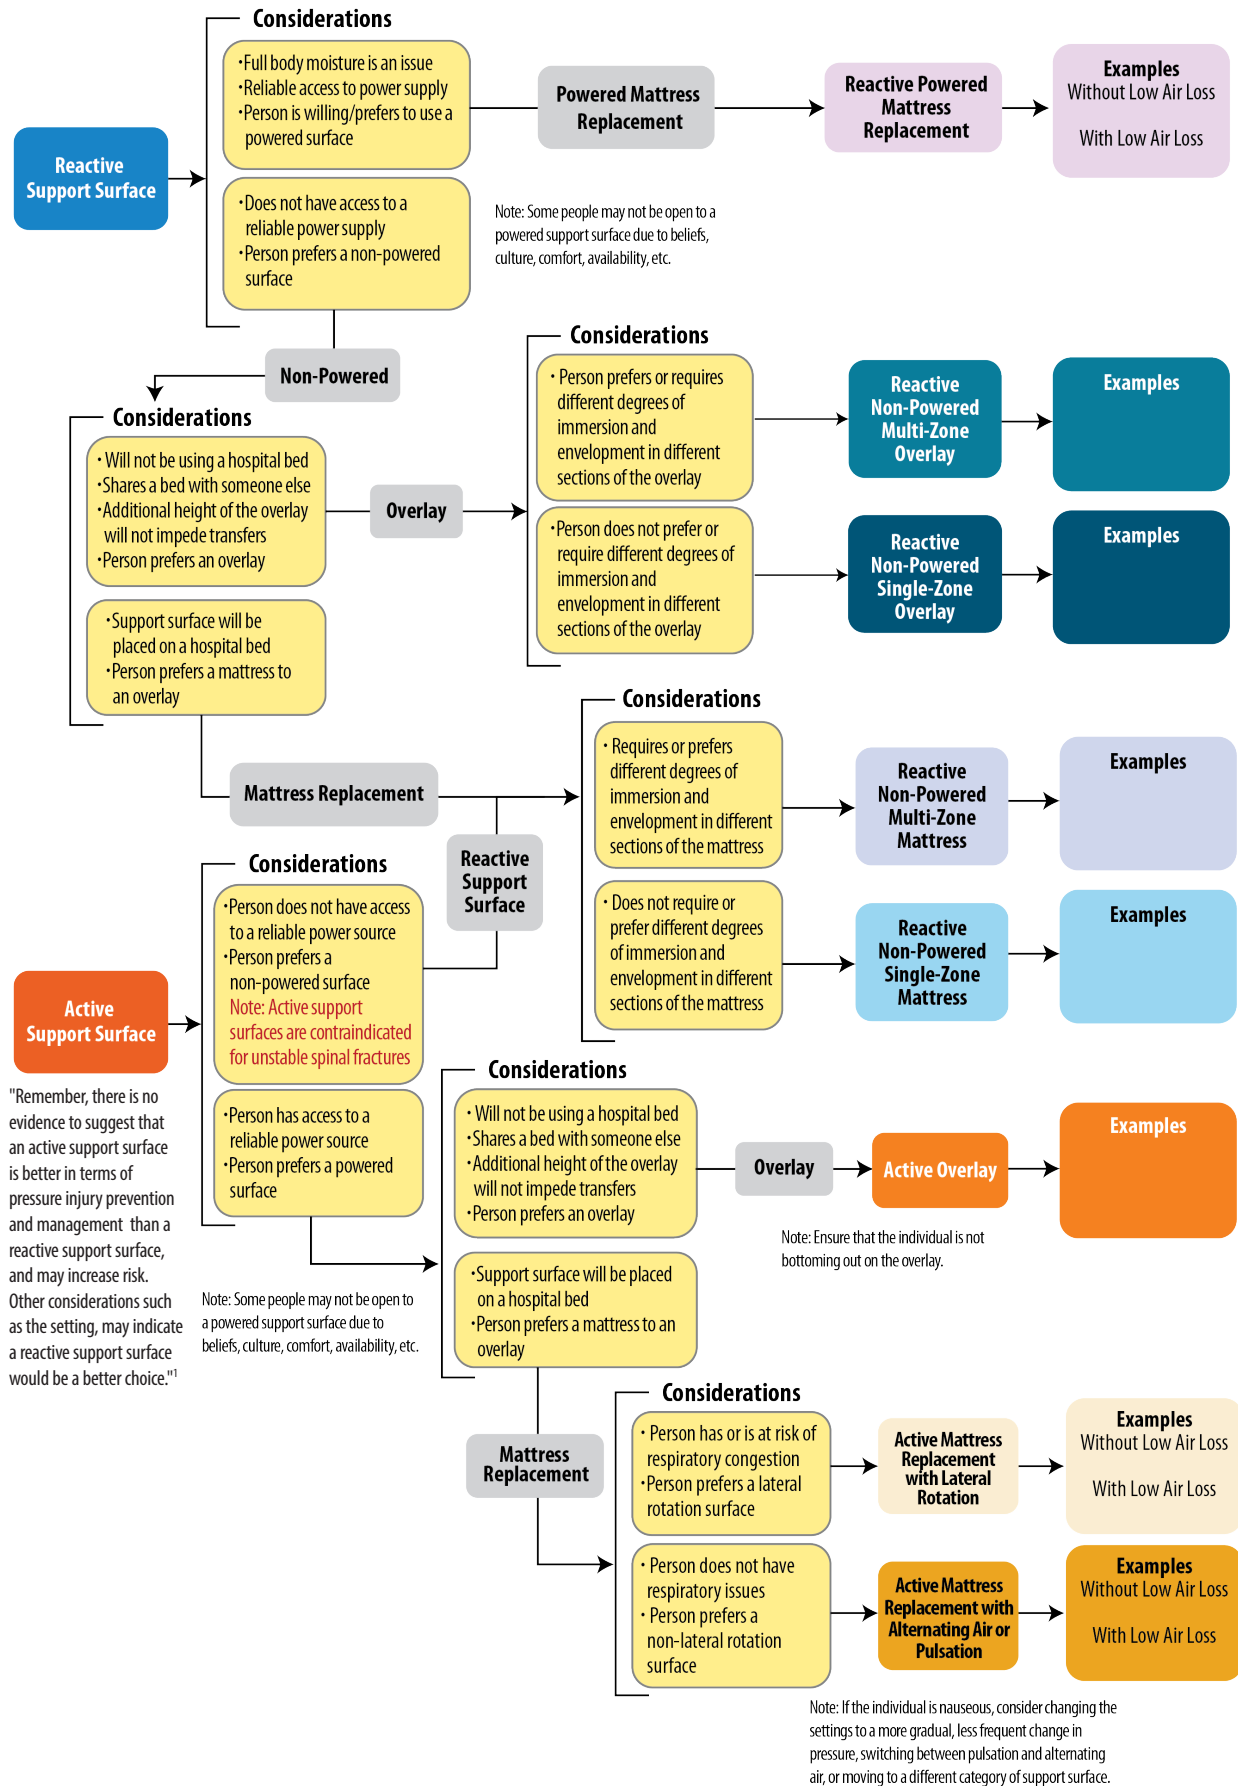 Considerations
•Full body moisture is an issue
•Reliable access to power supply
•Person is willing/prefers to use a
powered surface
Powered Mattress
Replacement
Reactive Powered
Mattress
Replacement
Examples
Without Low Air Loss
With Low Air Loss
Reactive
Support Surface
•Does not have access to a
reliable power supply
•Person prefers a non-powered
surface
Note: Some people may not be open to a
powered support surface due to beliefs,
culture, comfort, availability, etc.
Non-Powered
Considerations
•Will not be using a hospital bed
•Shares a bed with someone else
•Additional height of the overlay
will not impede transfers
•Person prefers an overlay
Overlay
Considerations
• Person prefers or requires
different degrees of
immersion and
envelopment in different
sections of the overlay
Reactive
Non-Powered
Multi-Zone
Overlay
Examples
•Person does not prefer or
require different degrees of
immersion and
envelopment in different
sections of the overlay
Reactive
Non-Powered
Single-Zone
Overlay
Examples
•Support surface will be
placed on a hospital bed
•Person prefers a mattress to
an overlay
Mattress Replacement
Considerations
• Requires or prefers
different degrees of
immersion and
envelopment in different
sections of the mattress
Reactive
Non-Powered
Multi-Zone
Mattress
Examples
Reactive
Support
Surface
• Does not require or
prefer different degrees
of immersion and
envelopment in different
sections of the mattress
Reactive
Non-Powered
Single-Zone
Mattress
Examples
Considerations
•Person does not have access
to a reliable power source
•Person prefers a
non-powered surface
Note: Active support
surfaces are contraindicated
for unstable spinal fractures
Active
Support Surface
"Remember, there is no
evidence to suggest that
an active support surface
is better in terms of
pressure injury prevention
and management than a
reactive support surface,
and may increase risk.
Other considerations such
as the setting, may indicate
a reactive support surface
would be a better choice."1
•Person has access to a
reliable power source
•Person prefers a powered
surface
Note: Some people may not be open to
a powered support surface due to
beliefs, culture, comfort, availability, etc.
Considerations
• Will not be using a hospital bed
•Shares a bed with someone else
•Additional height of the overlay
will not impede transfers
•Person prefers an overlay
Overlay
Active Overlay
Examples
Note: Ensure that the individual is not
bottoming out on the overlay.
•Support surface will be placed
on a hospital bed
•Person prefers a mattress to an
overlay
Mattress
Replacement
Considerations
• Person has or is at risk of
respiratory congestion
•Person prefers a lateral
rotation surface
Active Mattress
Replacement
with Lateral
Rotation
Examples
Without Low Air Loss
With Low Air Loss
• Person does not have
respiratory issues
• Person prefers a
non-lateral rotation
surface
Active Mattress
Replacement with
Alternating Air or
Pulsation
Examples
Without Low Air Loss
With Low Air Loss
Note: If the individual is nauseous, consider changing the
settings to a more gradual, less frequent change in
pressure, switching between pulsation and alternating
air, or moving to a different category of support surface.